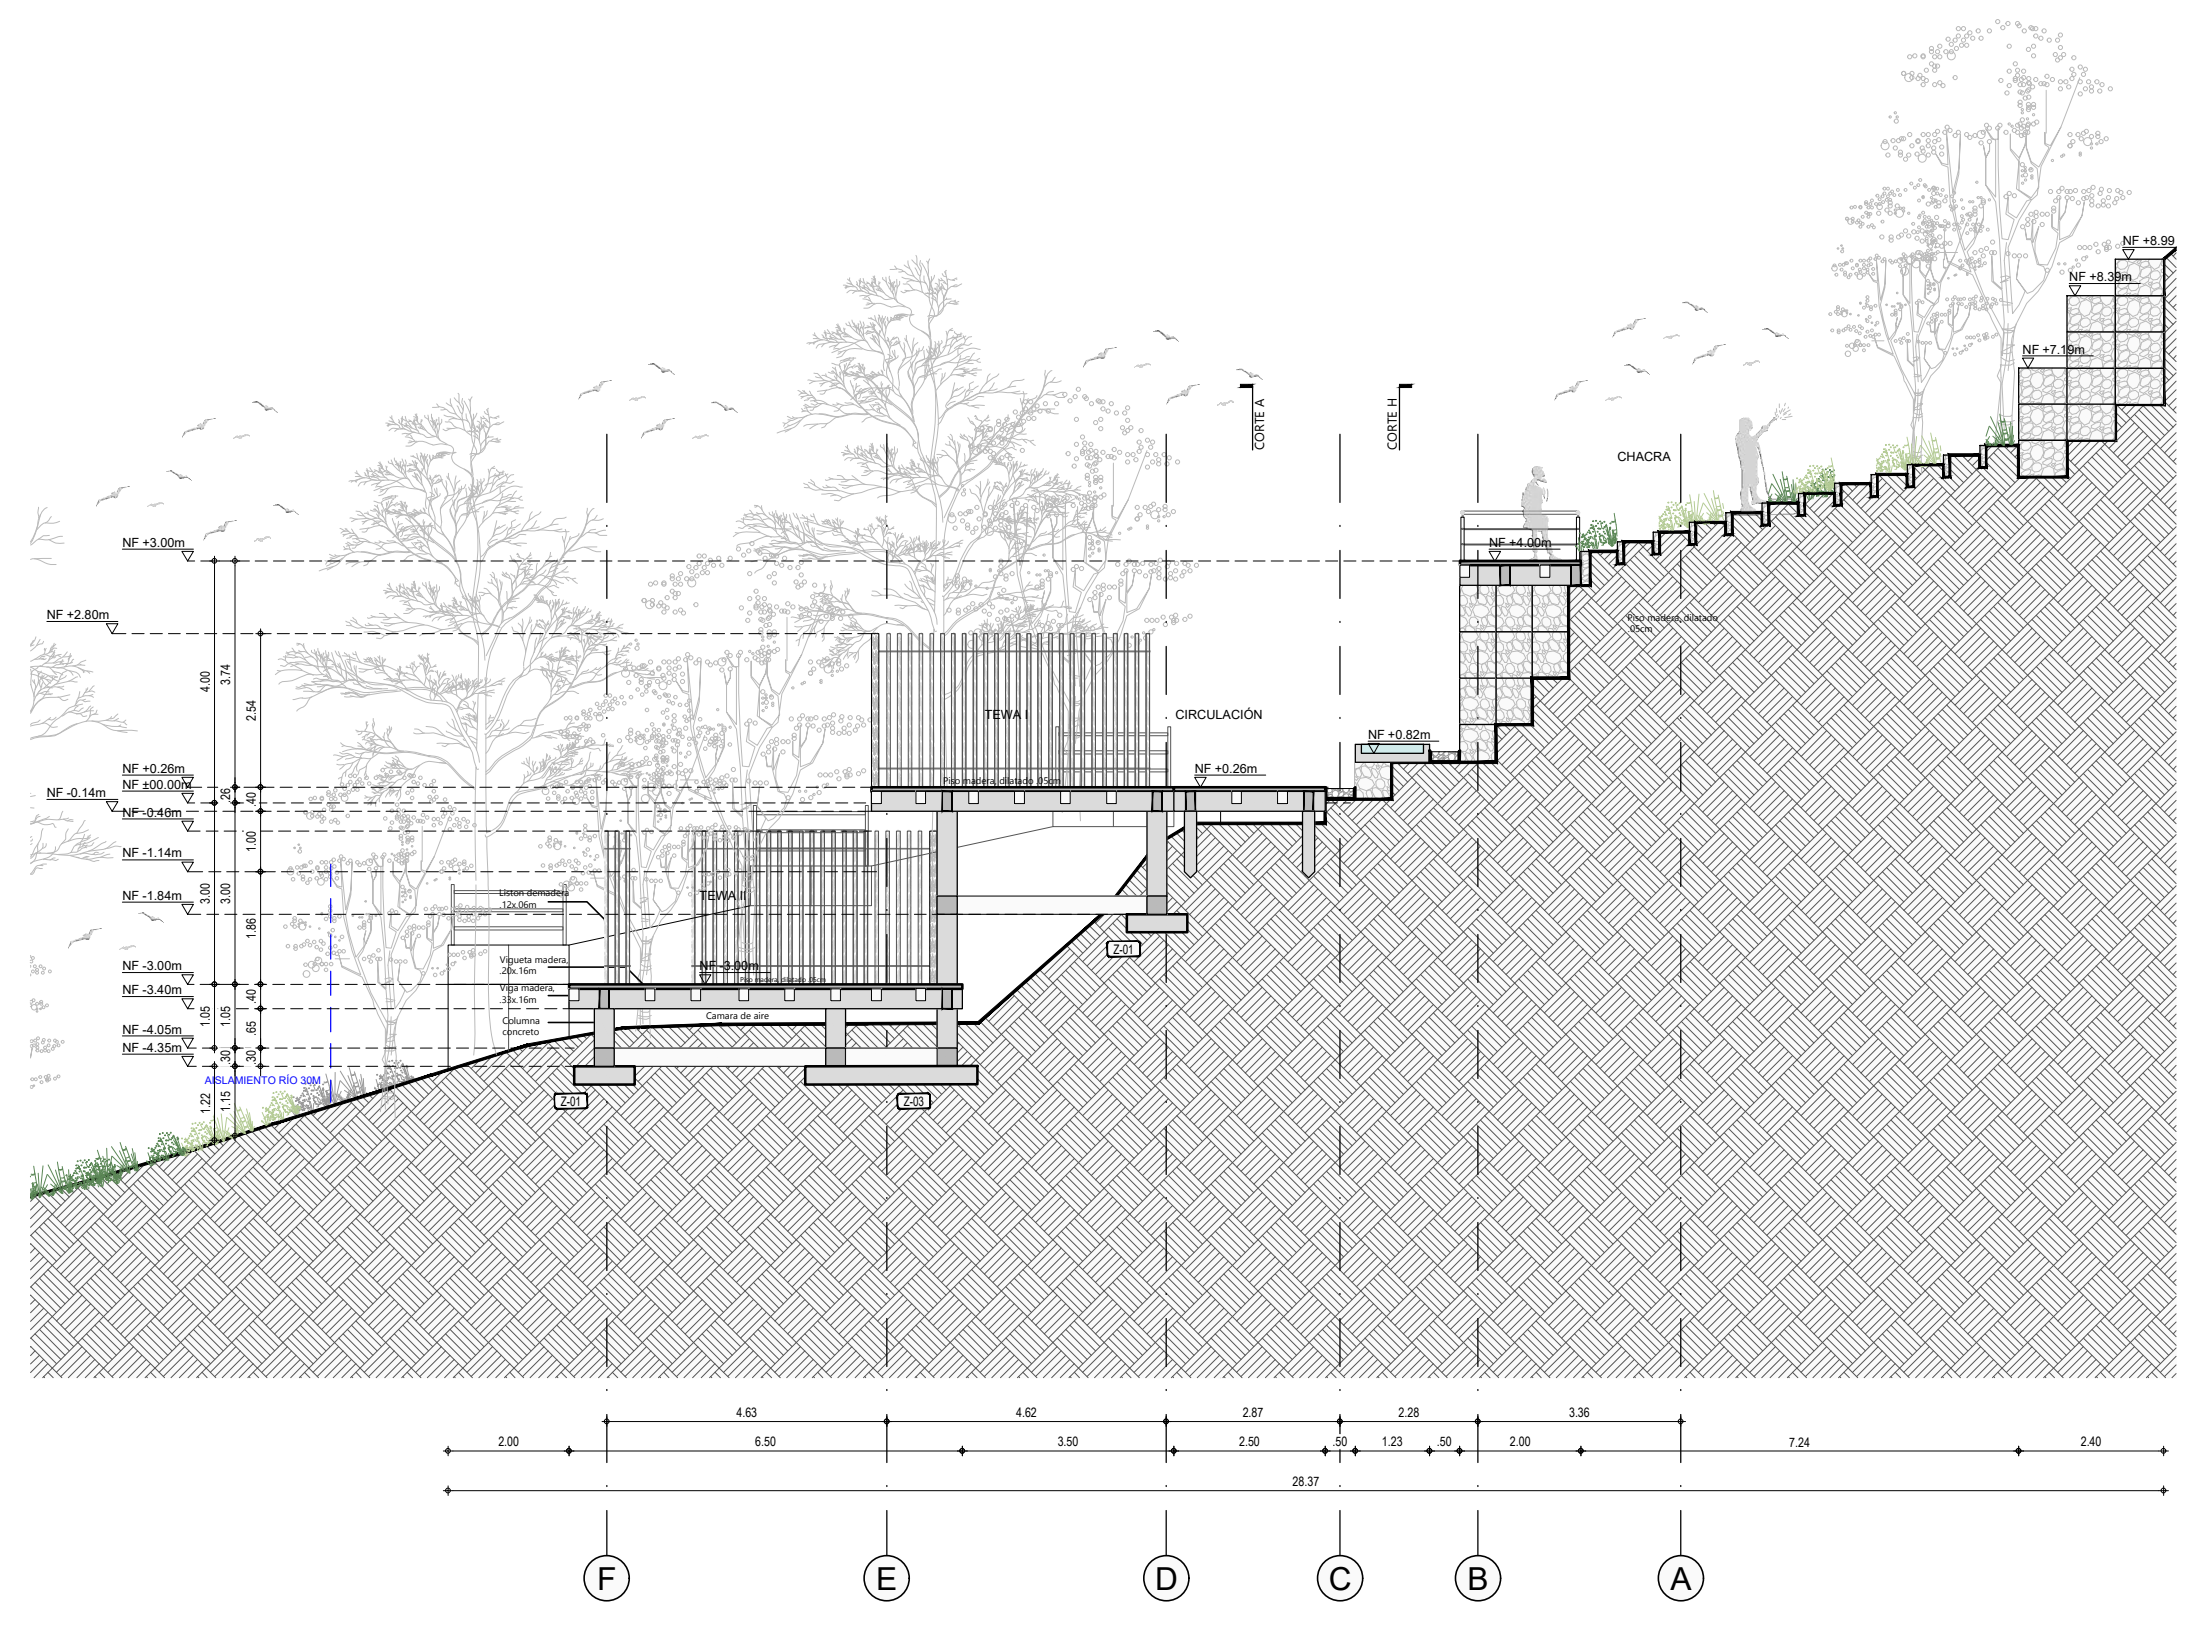 NF +8.99
NF +8.39m
NF +7.19m
CORTE A
CORTE H
CHACRA
NF +3.00m
NF +4.00m
NF +2.80m
Piso madera, dilatado
.05cm
4.00
3.74
2.54
TEWA I
CIRCULACIÓN
NF +0.82m
NF +0.26m
NF +0.26m
Piso madera, dilatado .05cm
NF ±00.00m
NF -0.14m
.26
.40
NF -0.46m
1.00
NF -1.14m
3.00
3.00
NF -1.84m
1.86
Liston demadera
.12x.06m
TEWA II
Z-01
Vigueta madera,
.20x.16m
NF -3.00m
NF -3.00m
Piso madera, dilatado .05cm
NF -3.40m
.40
Viga madera,
.33x.16m
1.05
1.05
.65
Camara de aire
Columna
concreto
NF -4.05m
NF -4.35m
.30
.30
AISLAMIENTO RÍO 30M
1.22
1.15
Z-01
Z-03
4.63
4.62
2.87
2.28
3.36
2.00
6.50
3.50
2.50
.50
1.23
.50
2.00
7.24
2.40
28.37
F
E
D
C
B
A